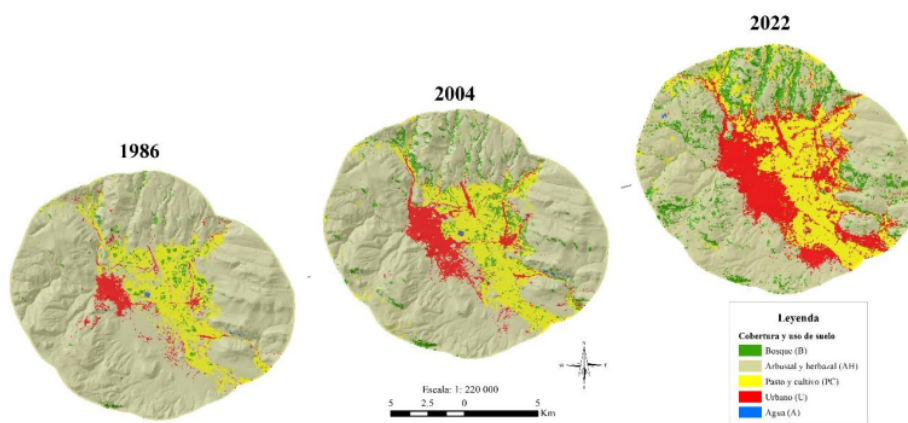 2022
2004
1986
Leyenda
Cobertura y uso de suelo
Bosque (B)
Arbustal y herbazal (AH)
Pasto y cultivo (PC)
Urbano (U)
Agua (A)
Escala: 1: 220 000
5 2.5 0 5
Km